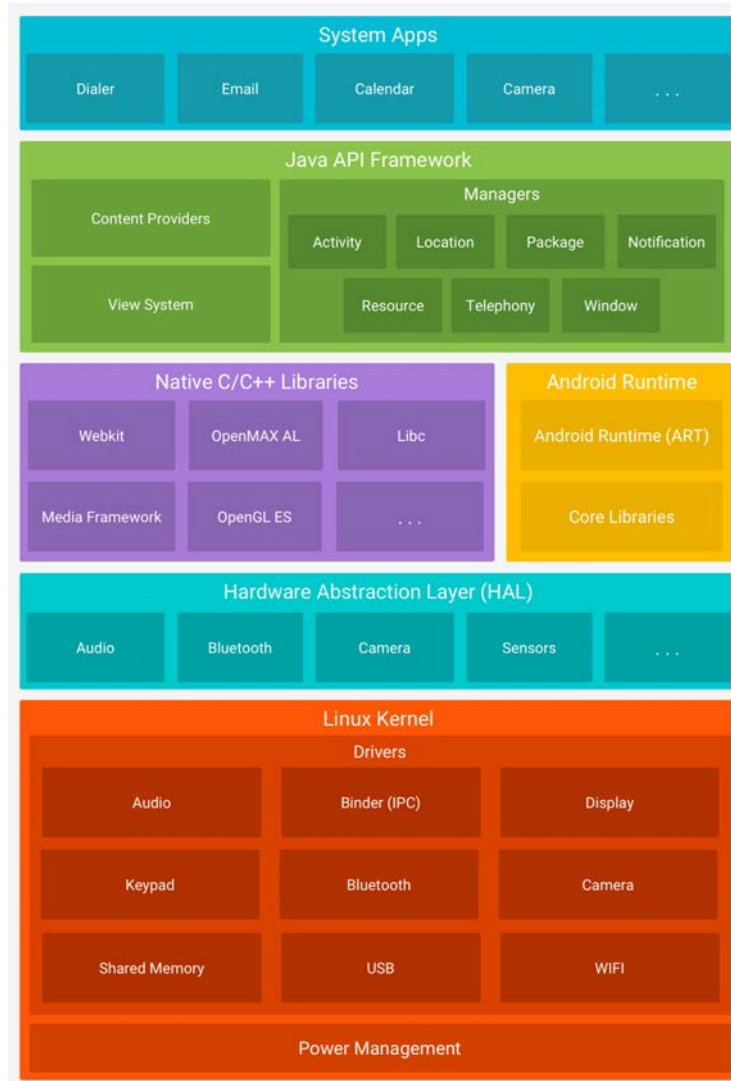 System Apps
Dialer
Email
Calendar
Camera
. . .
Java API Framework
Content Providers
View System
Managers
Activity
Location
Package
Notification
Resource
Telephony
Window
Native C/C++ Libraries
Webkit
OpenMAX AL
Libc
Media Framework
OpenGL ES
. . .
Android Runtime
Android Runtime (ART)
Core Libraries
Hardware Abstraction Layer (HAL)
Audio
Bluetooth
Camera
Sensors
. . .
Linux Kernel
Drivers
Audio
Binder (IPC)
Display
Keypad
Bluetooth
Camera
Shared Memory
USB
WIFI
Power Management